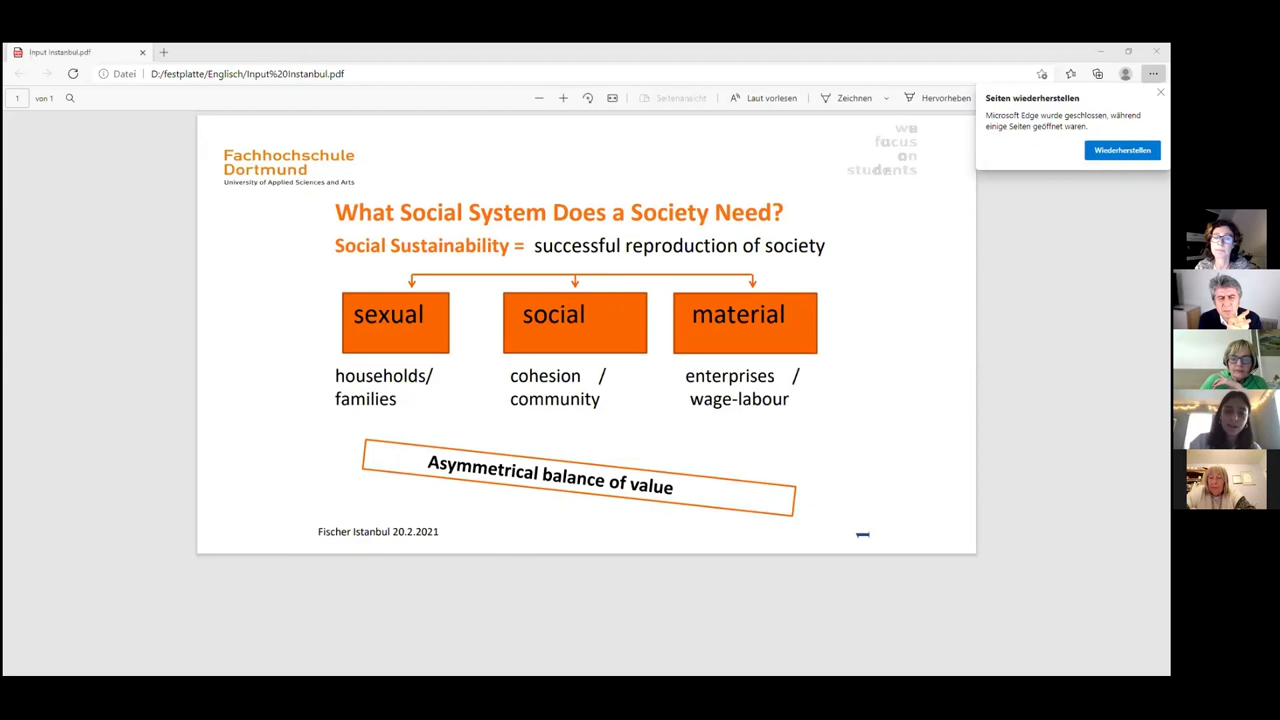 Input Instanbul.pdf
Datei D:/festplatte/Englisch/Input%20Instanbul.pdf
1 von 1 Seitenansicht Laut vorlesen Zeichnen Hervorheben
Seiten wiederherstellen
Microsoft Edge wurde geschlossen, während
einige Seiten geöffnet waren.
Wiederherstellen
we
focus
on
students
Fachhochschule
Dortmund
University of Applied Sciences and Arts
What Social System Does a Society Need?
Social Sustainability = successful reproduction of society
sexual social material
households/ cohesion / enterprises /
families community wage-labour
Asymmetrical balance of value
Fischer Istanbul 20.2.2021